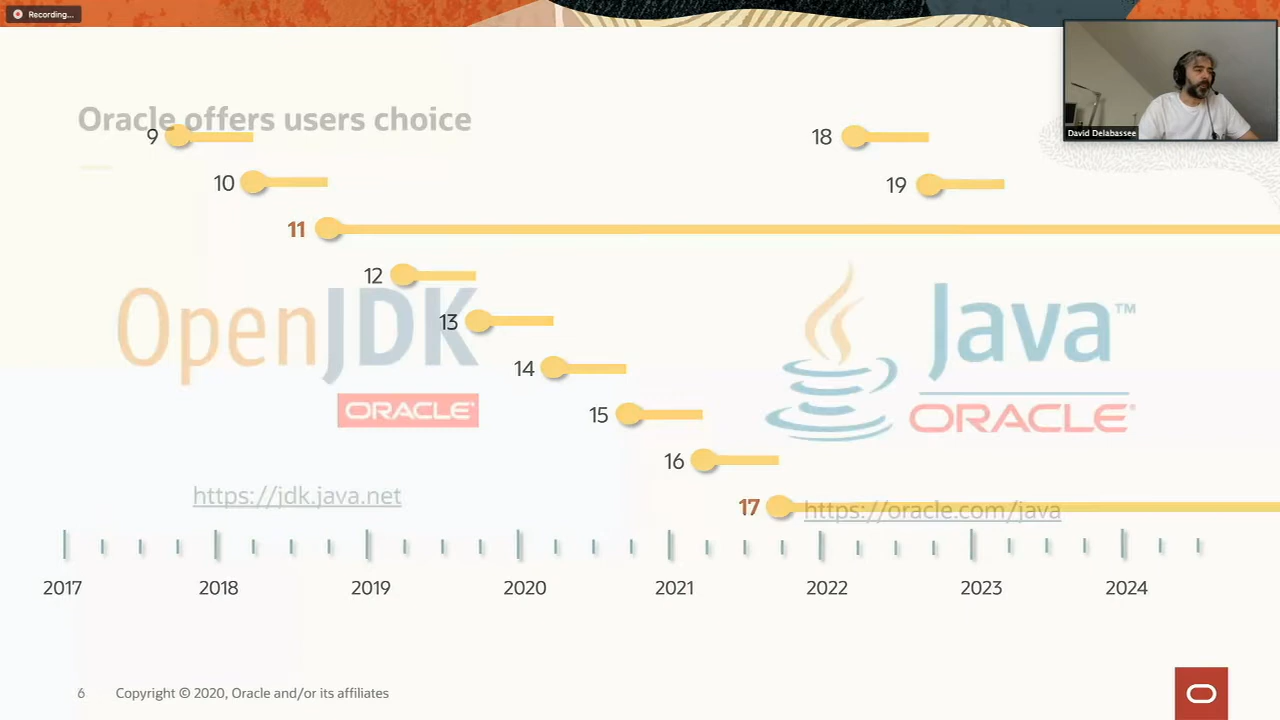 Recording...
David Delabassee
Oracle offers users choice
9
18
10
19
11
12
OpenJDK
Java™
13
14
ORACLE
ORACLE
15
16
https://jdk.java.net
17
https://oracle.com/java
2017 2018 2019 2020 2021 2022 2023 2024
6 Copyright © 2020, Oracle and/or its affiliates